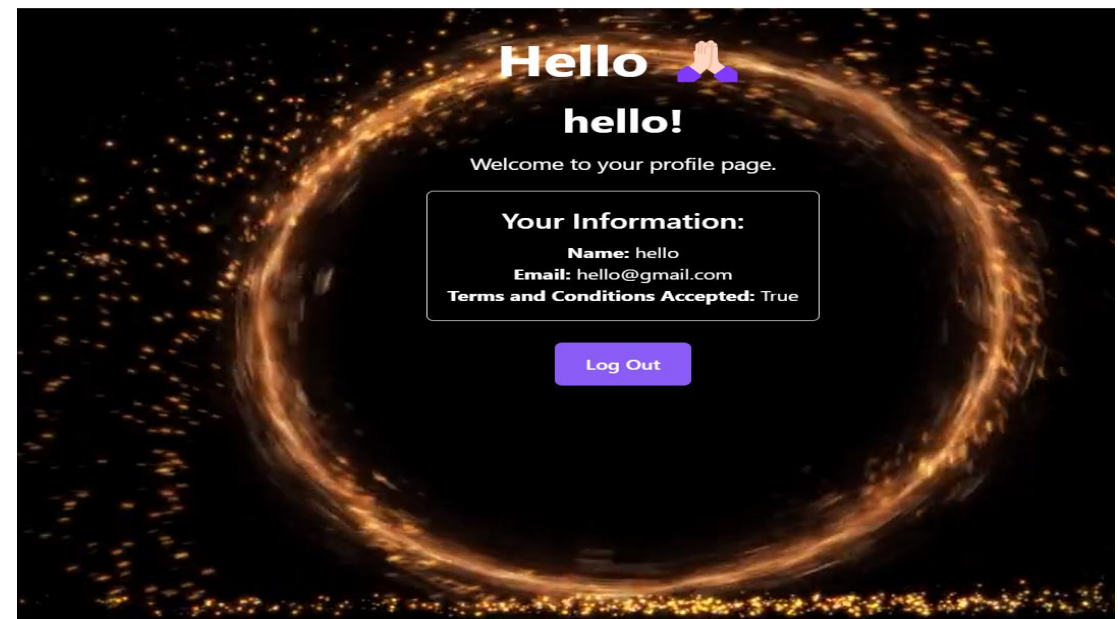 Hello 🙏🏻
hello!
Welcome to your profile page.
Your Information:
Name: hello
Email: hello@gmail.com
Terms and Conditions Accepted: True
Log Out